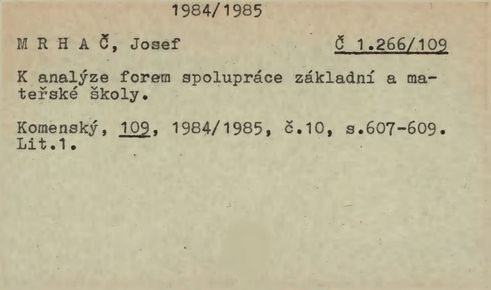 1984/1985
M R H A Č, Josef Č 1.266/109
K analýze forem spolupráce základní a ma-
teřské školy.
Komenský, 109, 1984/1985, č.10, s.607-609.
Lit.1.